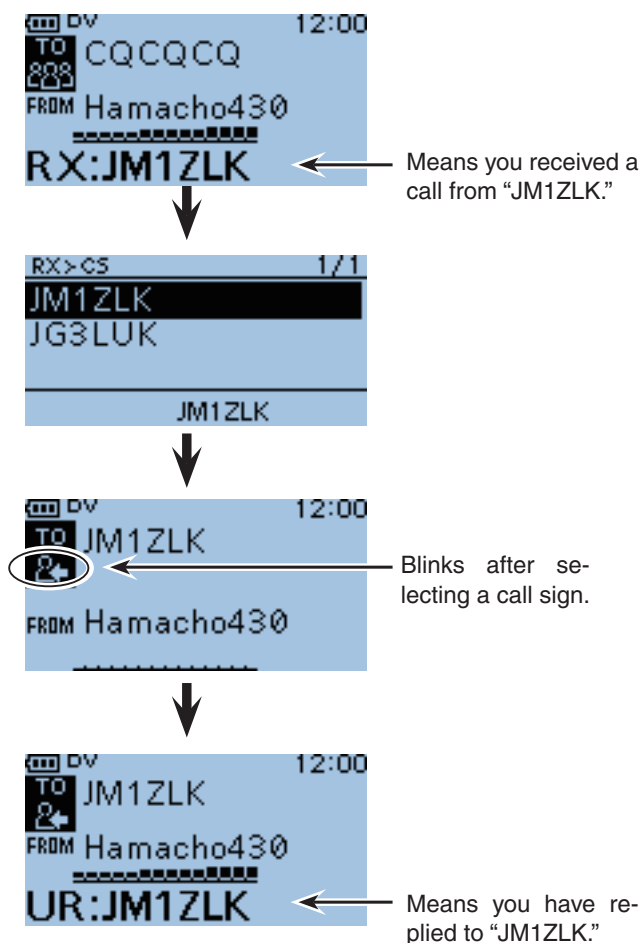 DV 12:00
TO CQCQCQ
FROM Hamacho430
RX:JM1ZLK
Means you received a
call from “JM1ZLK.”
RX>CS 1/1
JM1ZLK
JG3LUK
JM1ZLK
DV 12:00
TO JM1ZLK
Blinks after se-
lecting a call sign.
FROM Hamacho430
DV 12:00
TO JM1ZLK
FROM Hamacho430
UR:JM1ZLK
Means you have re-
plied to “JM1ZLK.”